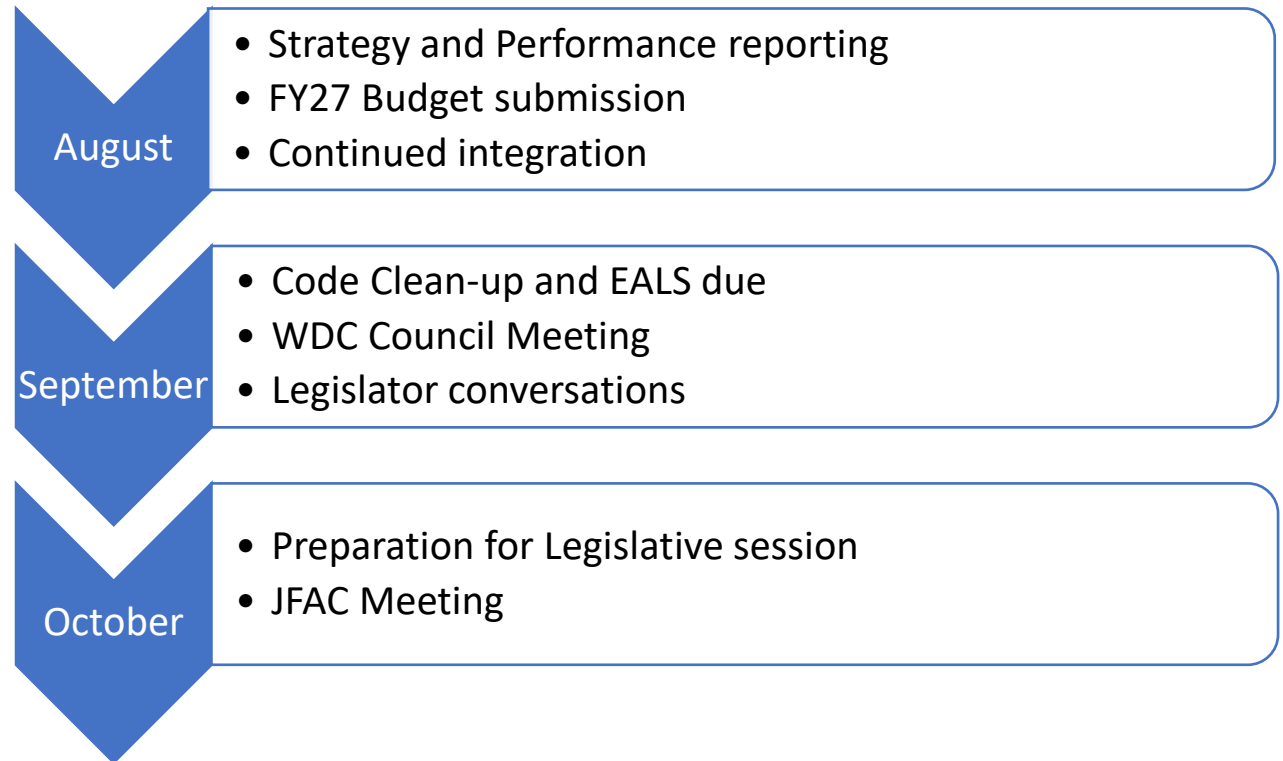 August
• Strategy and Performance reporting
• FY27 Budget submission
• Continued integration
September
• Code Clean-up and EALS due
• WDC Council Meeting
• Legislator conversations
October
• Preparation for Legislative session
• JFAC Meeting